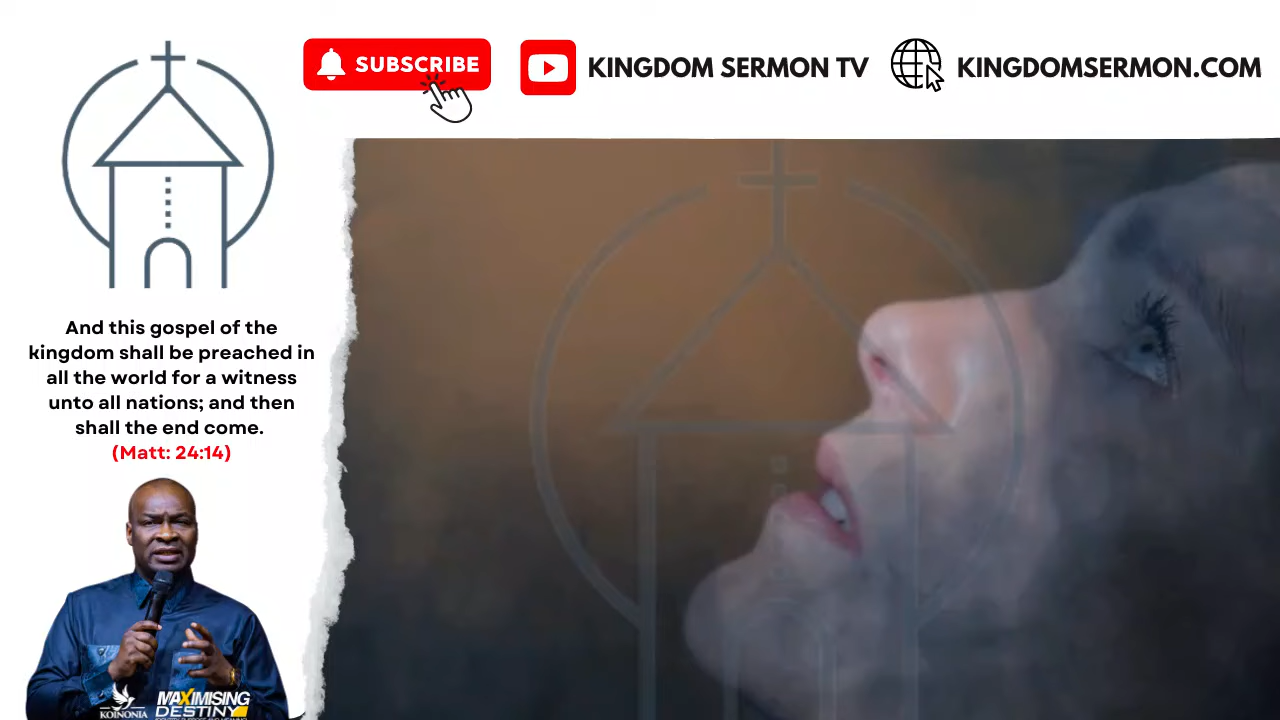 SUBSCRIBE
KINGDOM SERMON TV
KINGDOMSERMON.COM
And this gospel of the
kingdom shall be preached in
all the world for a witness
unto all nations; and then
shall the end come.
(Matt: 24:14)
KOINONIA
MAXIMISING
DESTINY